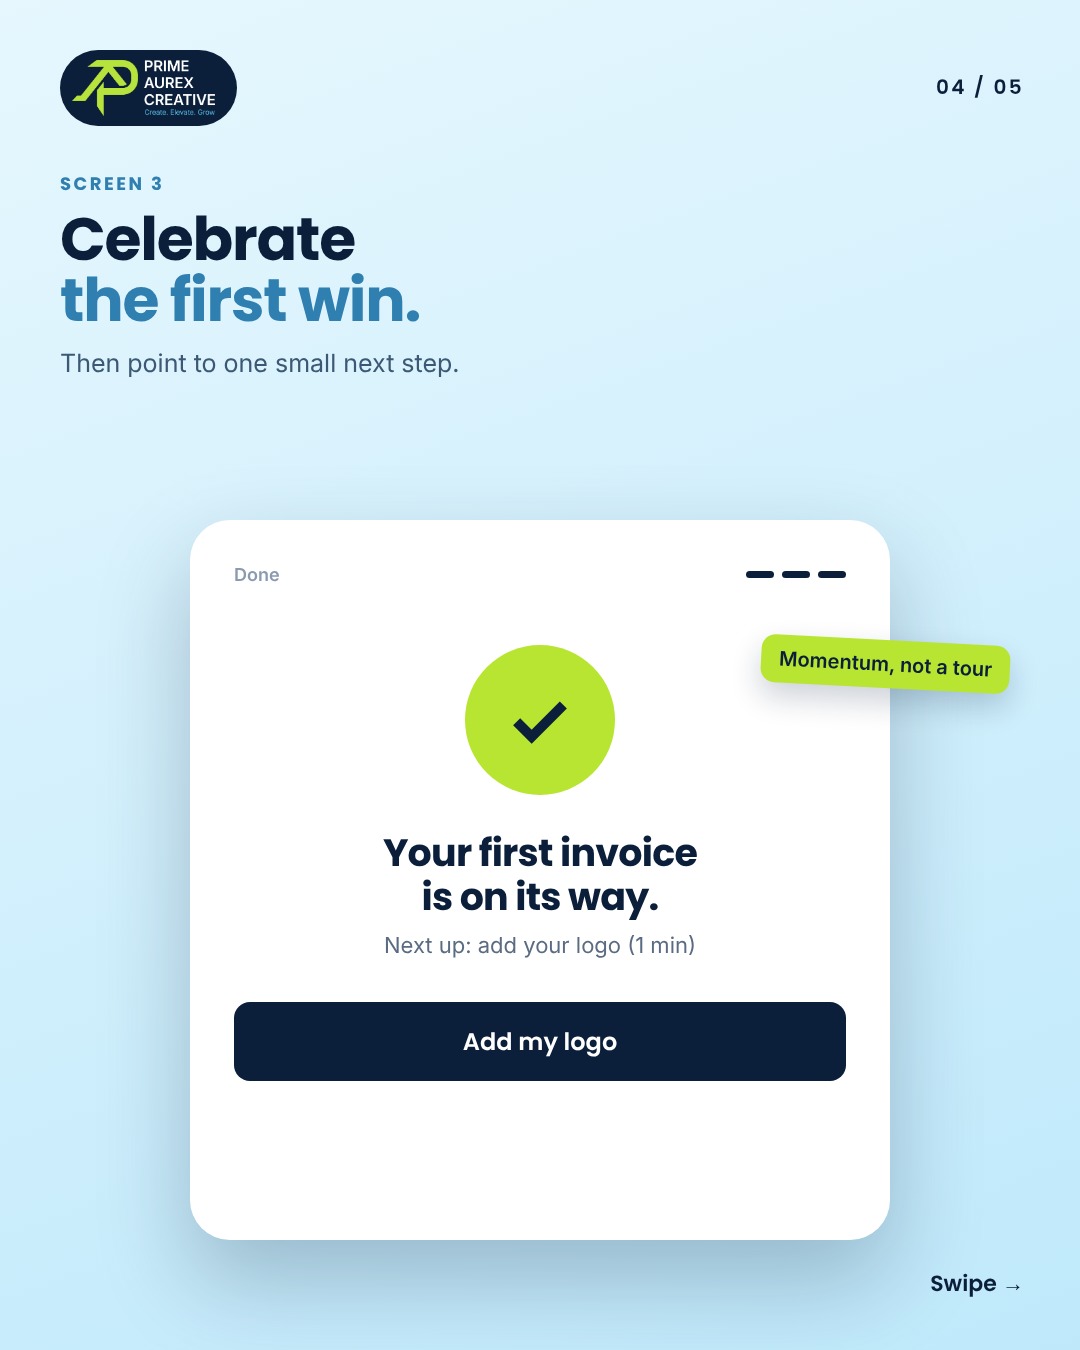 PRIME
AUREX
CREATIVE
Create. Elevate. Grow
04 / 05
SCREEN 3
Celebrate
the first win.
Then point to one small next step.
Done
Momentum, not a tour
Your first invoice
is on its way.
Next up: add your logo (1 min)
Add my logo
Swipe →